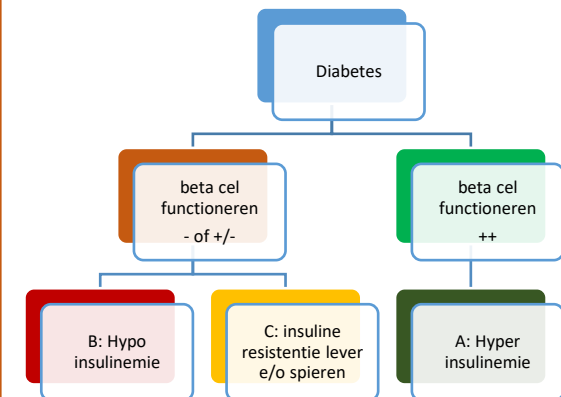 Diabetes
beta cel
functioneren
- of +/-
beta cel
functioneren
++
B: Hypo
insulinemie
C: insuline
resistentie lever
e/o spieren
A: Hyper
insulinemie